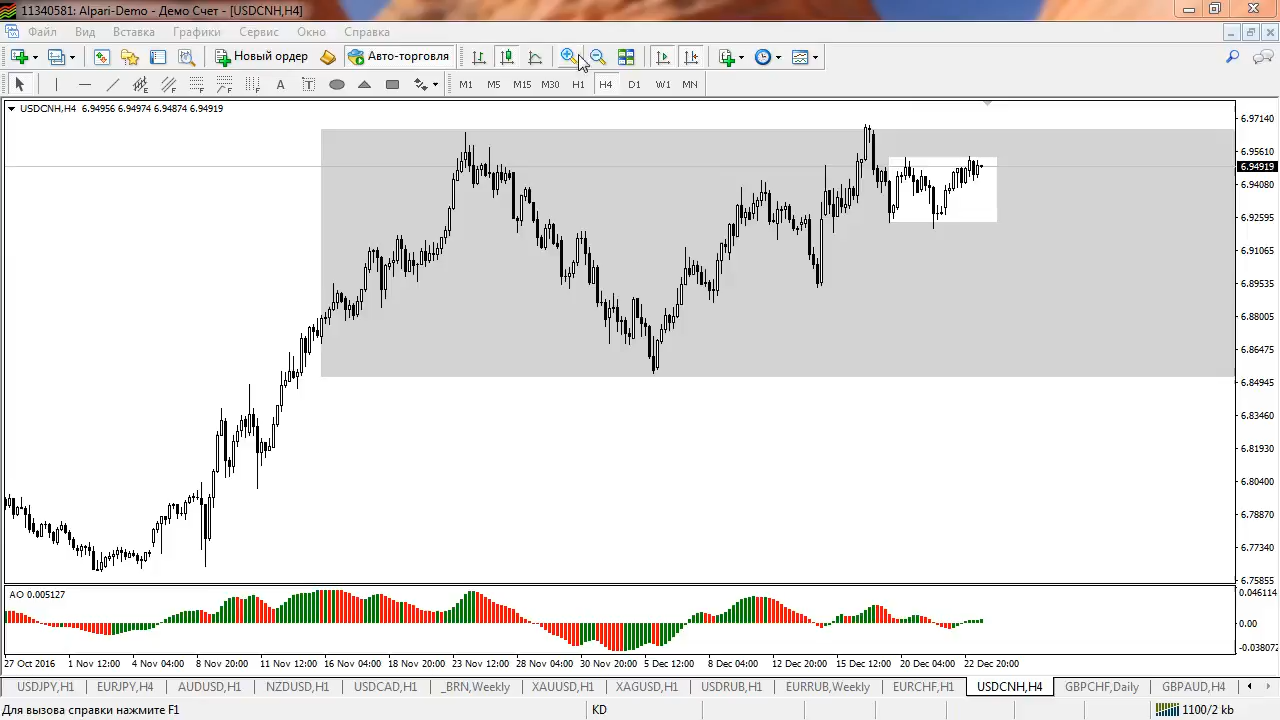 11340581: Alpari-Demo - Демо Счет - [USDCNH,H4]
Файл Вид Вставка Графики Сервис Окно Справка
Новый ордер Авто-торговля
A T M1 M5 M15 M30 H1 H4 D1 W1 MN
USDCNH,H4 6.94956 6.94974 6.94874 6.94919
6.97140
6.95610
6.94919
6.94080
6.92595
6.91065
6.89535
6.88005
6.86475
6.84945
6.83460
6.81930
6.80400
6.78870
6.77340
6.75855
AO 0.005127
0.046114
0.00
-0.038072
27 Oct 2016 1 Nov 12:00 4 Nov 04:00 8 Nov 20:00 11 Nov 12:00 16 Nov 04:00 18 Nov 20:00 23 Nov 12:00 28 Nov 04:00 30 Nov 20:00 5 Dec 12:00 8 Dec 04:00 12 Dec 20:00 15 Dec 12:00 20 Dec 04:00 22 Dec 20:00
USDJPY,H1 EURJPY,H4 AUDUSD,H1 NZDUSD,H1 USDCAD,H1 _BRN,Weekly XAUUSD,H1 XAGUSD,H1 USDRUB,H1 EURRUB,Weekly EURCHF,H1 USDCNH,H4 GBPCHF,Daily GBPAUD,H4
Для вызова справки нажмите F1 KD 1100/2 kb